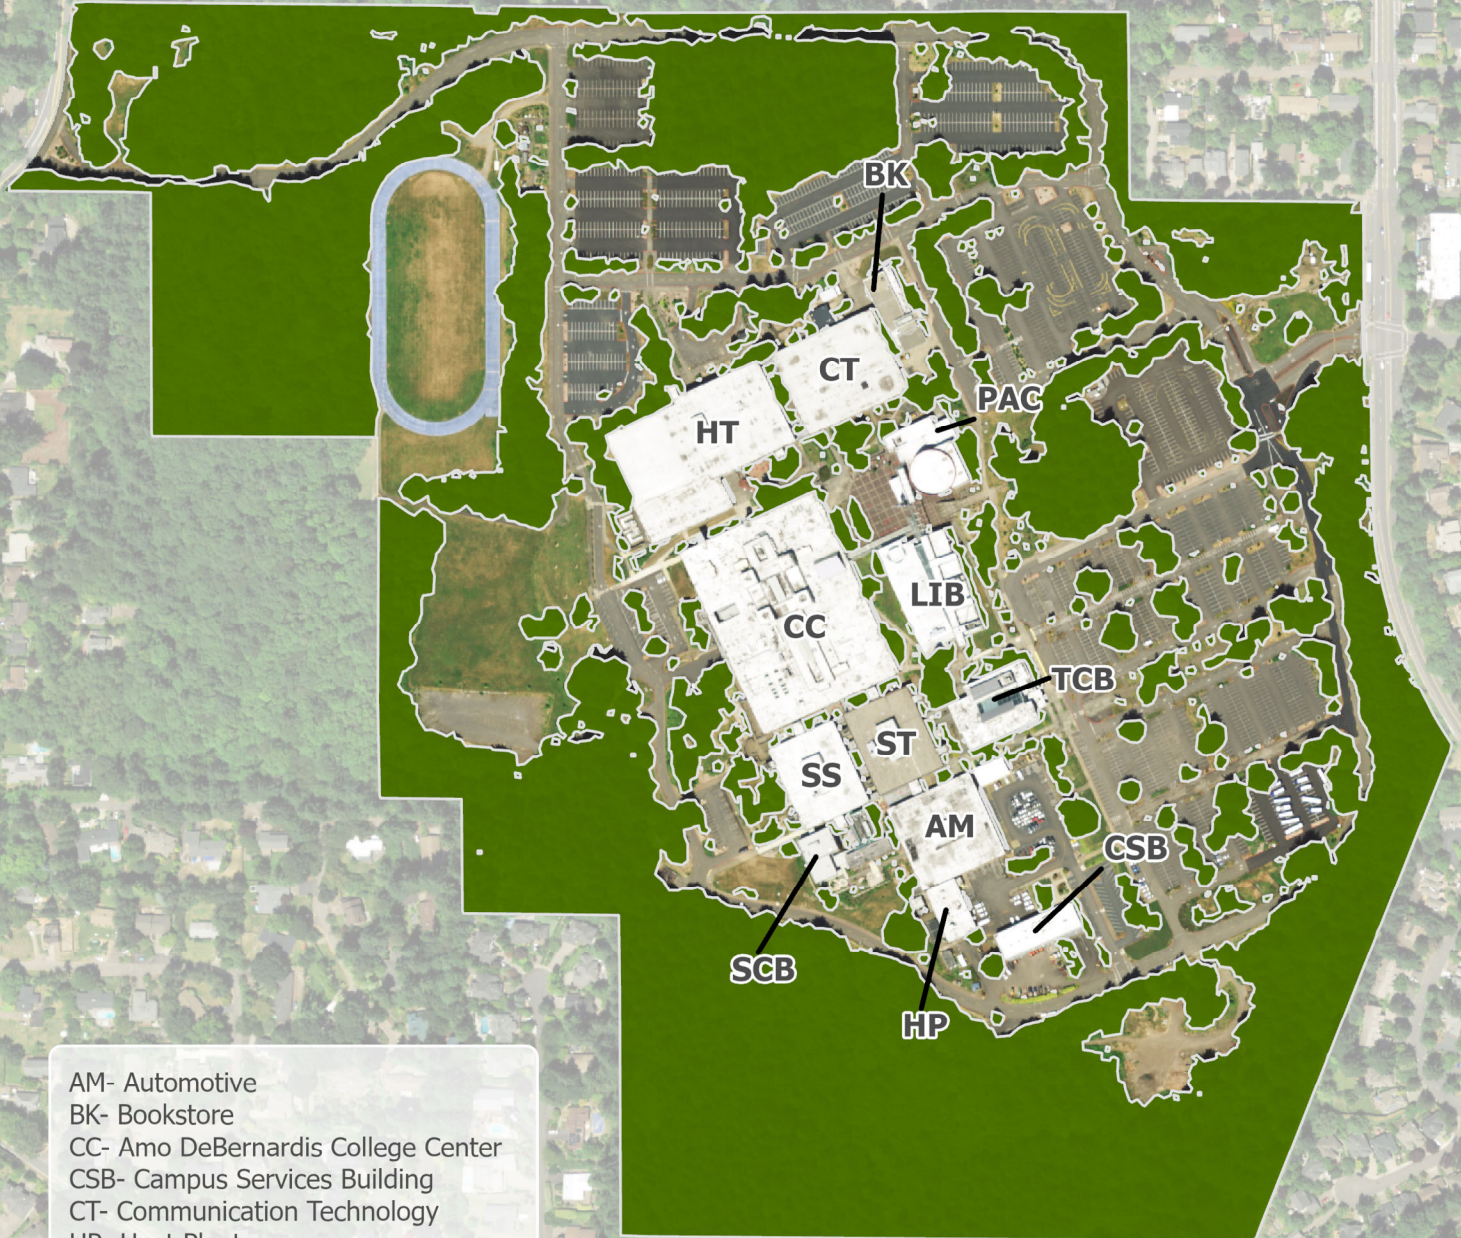 BK
CT
PAC
HT
LIB
CC
TCB
ST
SS
AM
CSB
SCB
HP
AM- Automotive
BK- Bookstore
CC- Amo DeBernardis College Center
CSB- Campus Services Building
CT- Communication Technology